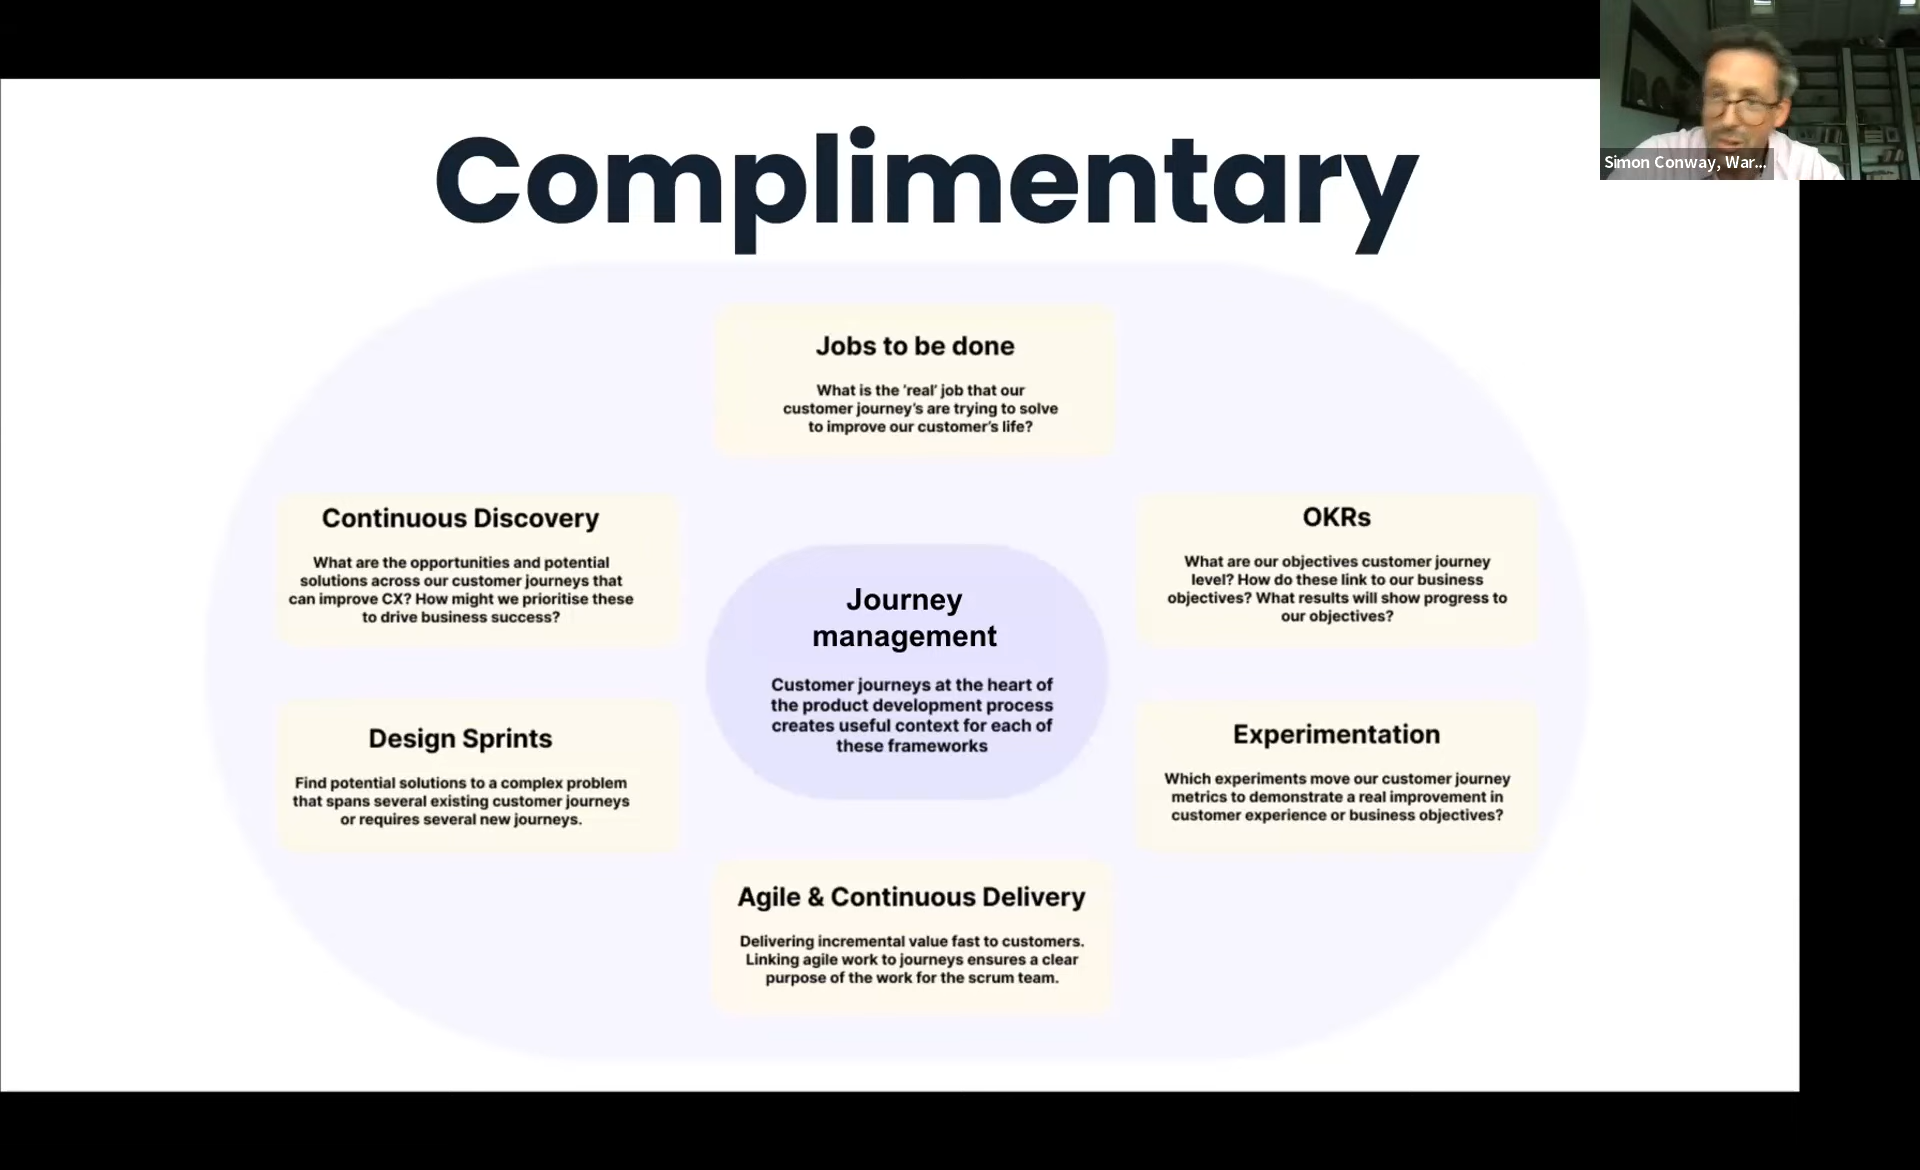 Complimentary
Simon Conway, War...
Jobs to be done
What is the ‘real’ job that our
customer journey’s are trying to solve
to improve our customer’s life?
Continuous Discovery
What are the opportunities and potential
solutions across our customer journeys that
can improve CX? How might we prioritise these
to drive business success?
OKRs
What are our objectives customer journey
level? How do these link to our business
objectives? What results will show progress to
our objectives?
Journey
management
Customer journeys at the heart of
the product development process
creates useful context for each of
these frameworks
Design Sprints
Find potential solutions to a complex problem
that spans several existing customer journeys
or requires several new journeys.
Experimentation
Which experiments move our customer journey
metrics to demonstrate a real improvement in
customer experience or business objectives?
Agile & Continuous Delivery
Delivering incremental value fast to customers.
Linking agile work to journeys ensures a clear
purpose of the work for the scrum team.